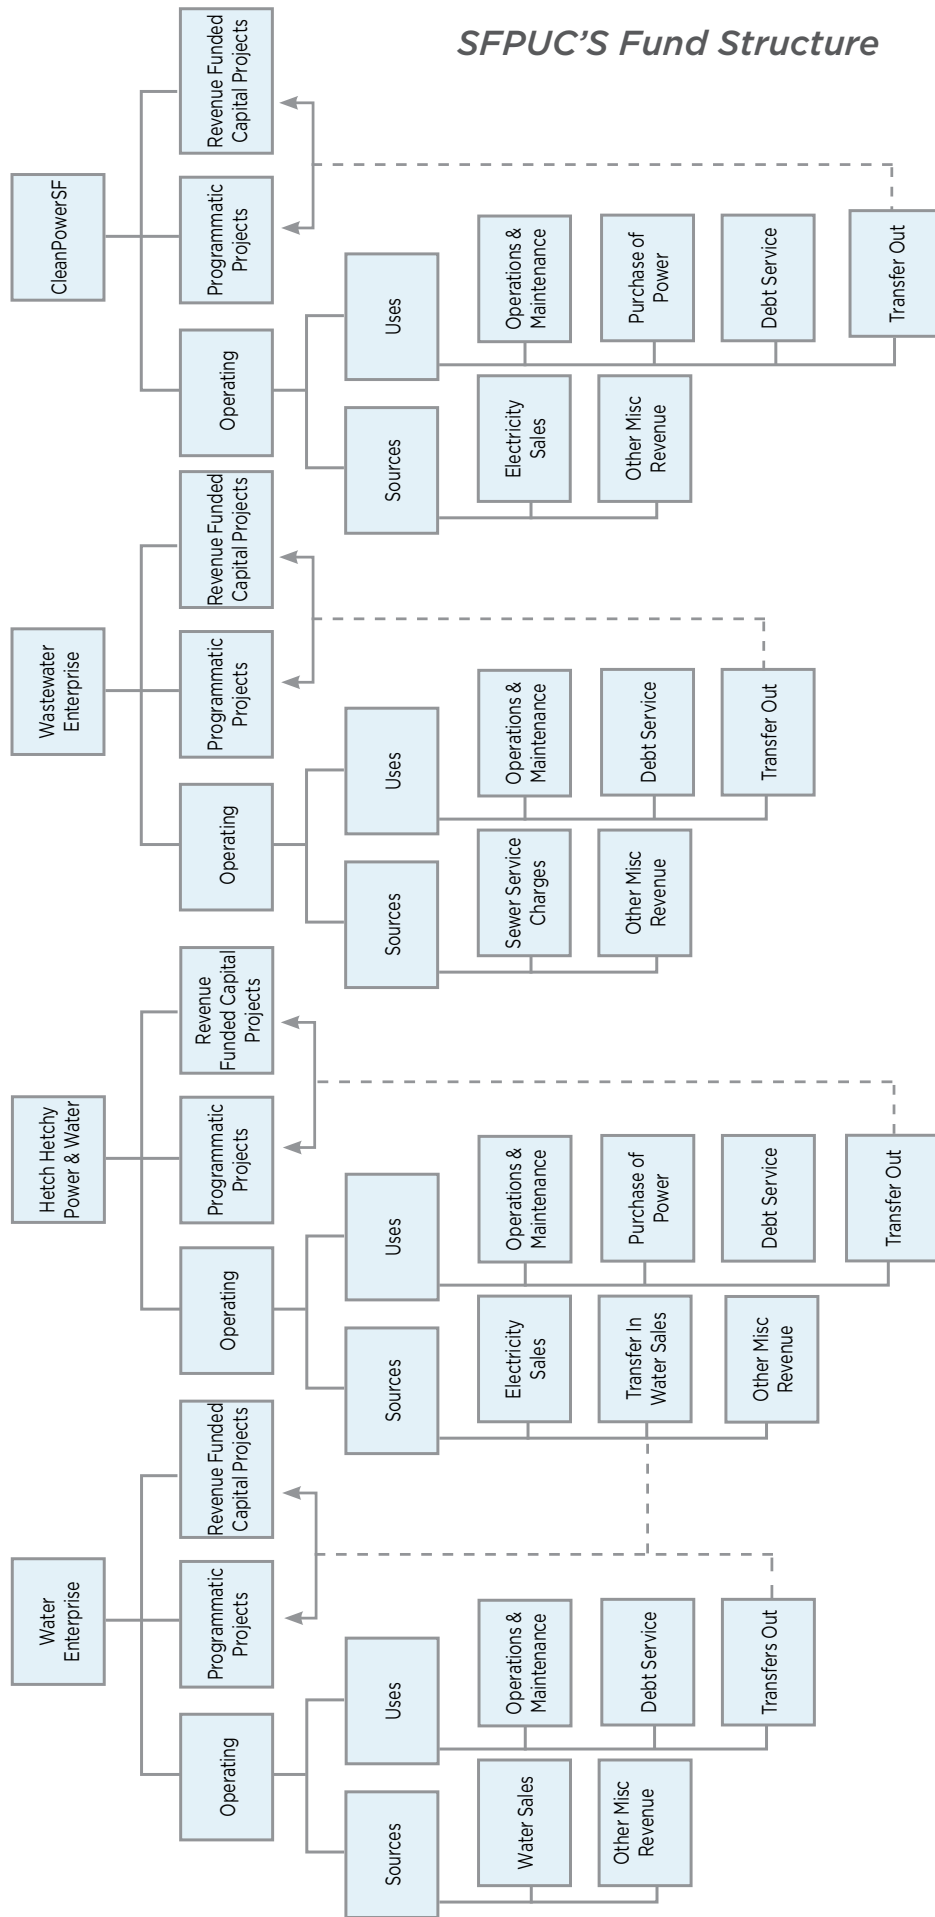 SFPUC'S Fund Structure
Water
Enterprise
Operating
Programmatic
Projects
Revenue Funded
Capital Projects
Sources
Uses
Water Sales
Other Misc
Revenue
Operations &
Maintenance
Debt Service
Transfers Out
Hetch Hetchy
Power & Water
Operating
Programmatic
Projects
Revenue
Funded Capital
Projects
Sources
Uses
Electricity
Sales
Transfer In
Water Sales
Other Misc
Revenue
Operations &
Maintenance
Purchase of
Power
Debt Service
Transfer Out
Wastewater
Enterprise
Operating
Programmatic
Projects
Revenue Funded
Capital Projects
Sources
Uses
Sewer Service
Charges
Other Misc
Revenue
Operations &
Maintenance
Debt Service
Transfer Out
CleanPowerSF
Operating
Programmatic
Projects
Revenue Funded
Capital Projects
Sources
Uses
Electricity
Sales
Other Misc
Revenue
Operations &
Maintenance
Purchase of
Power
Debt Service
Transfer Out